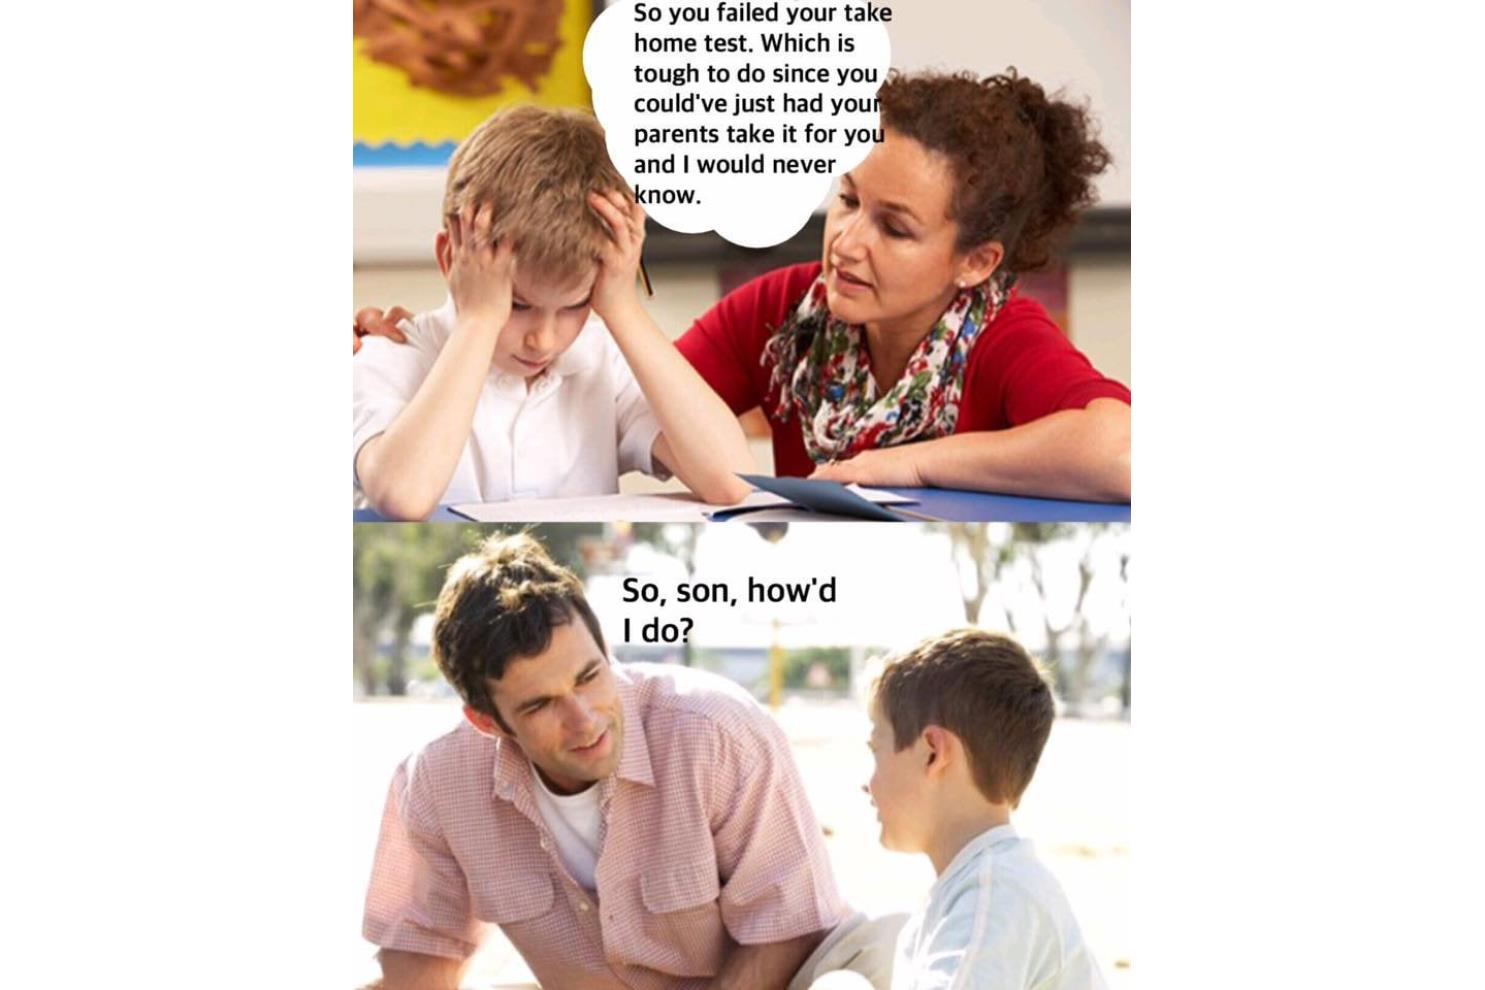 So you failed your take
home test. Which is
tough to do since you
could've just had your
parents take it for you
and I would never
know.
So, son, how'd
I do?